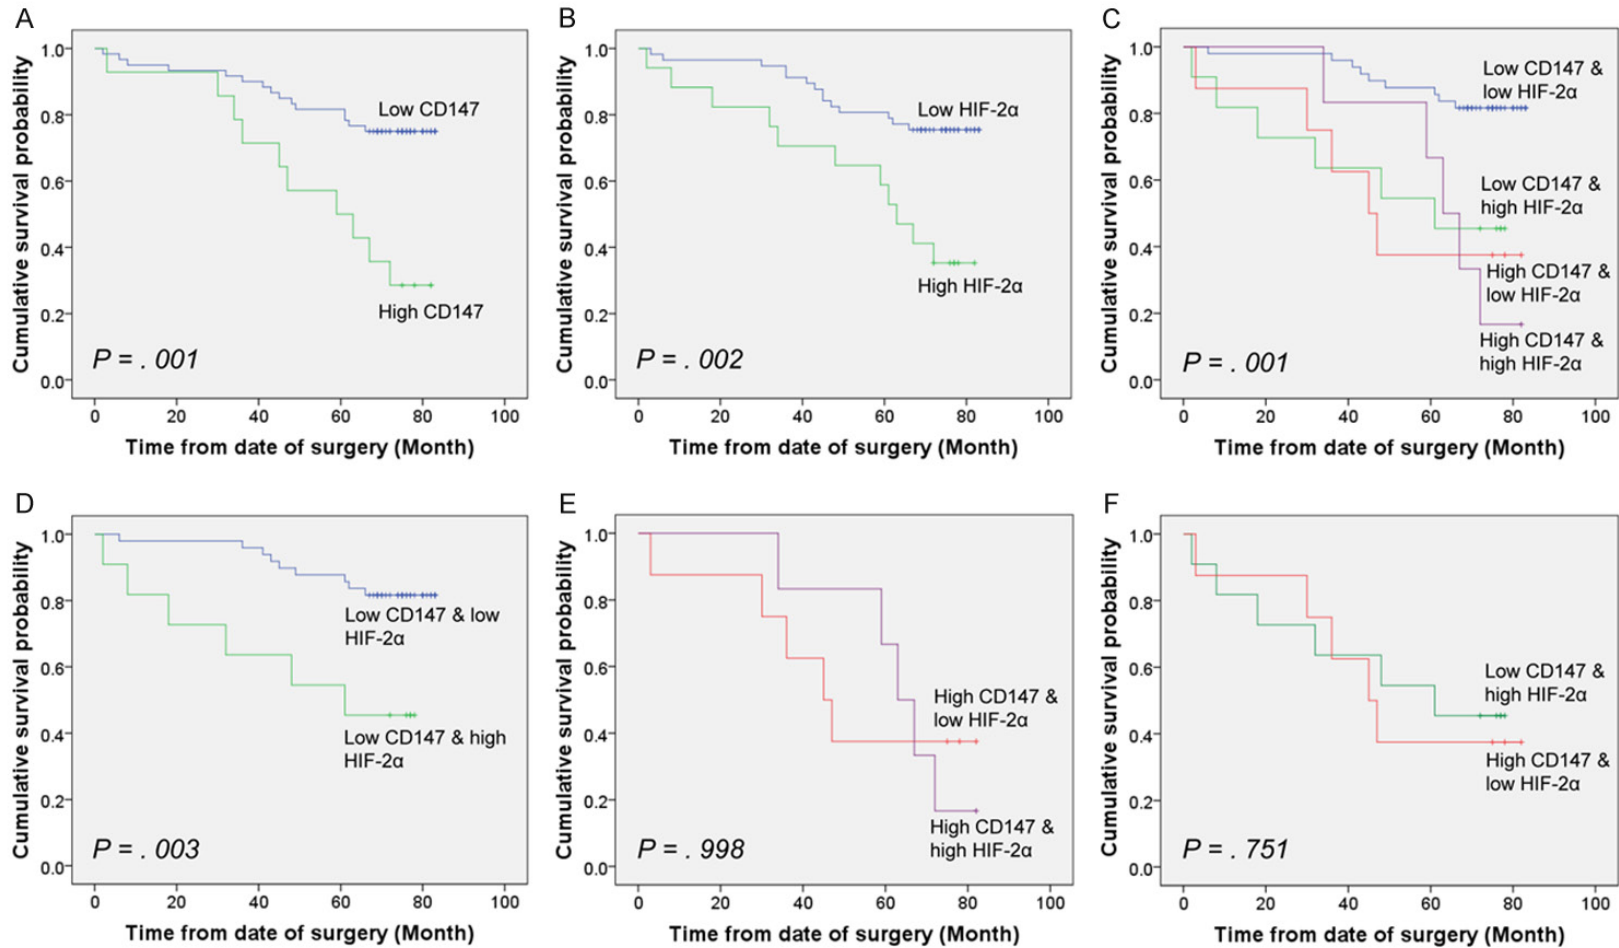 A
Cumulative survival probability
1.0
0.8
0.6
0.4
0.2
0.0
Low CD147
High CD147
P = . 001
0 20 40 60 80 100
Time from date of surgery (Month)
B
Cumulative survival probability
1.0
0.8
0.6
0.4
0.2
0.0
Low HIF-2α
High HIF-2α
P = . 002
0 20 40 60 80 100
Time from date of surgery (Month)
C
Cumulative survival probability
1.0
0.8
0.6
0.4
0.2
0.0
Low CD147 &
low HIF-2α
Low CD147 &
high HIF-2α
High CD147 &
low HIF-2α
High CD147 &
high HIF-2α
P = . 001
0 20 40 60 80 100
Time from date of surgery (Month)
D
Cumulative survival probability
1.0
0.8
0.6
0.4
0.2
0.0
Low CD147 & low
HIF-2α
Low CD147 & high
HIF-2α
P = . 003
0 20 40 60 80 100
Time from date of surgery (Month)
E
Cumulative survival probability
1.0
0.8
0.6
0.4
0.2
0.0
High CD147 &
low HIF-2α
High CD147 &
high HIF-2α
P = . 998
0 20 40 60 80 100
Time from date of surgery (Month)
F
Cumulative survival probability
1.0
0.8
0.6
0.4
0.2
0.0
Low CD147 &
high HIF-2α
High CD147 &
low HIF-2α
P = . 751
0 20 40 60 80 100
Time from date of surgery (Month)